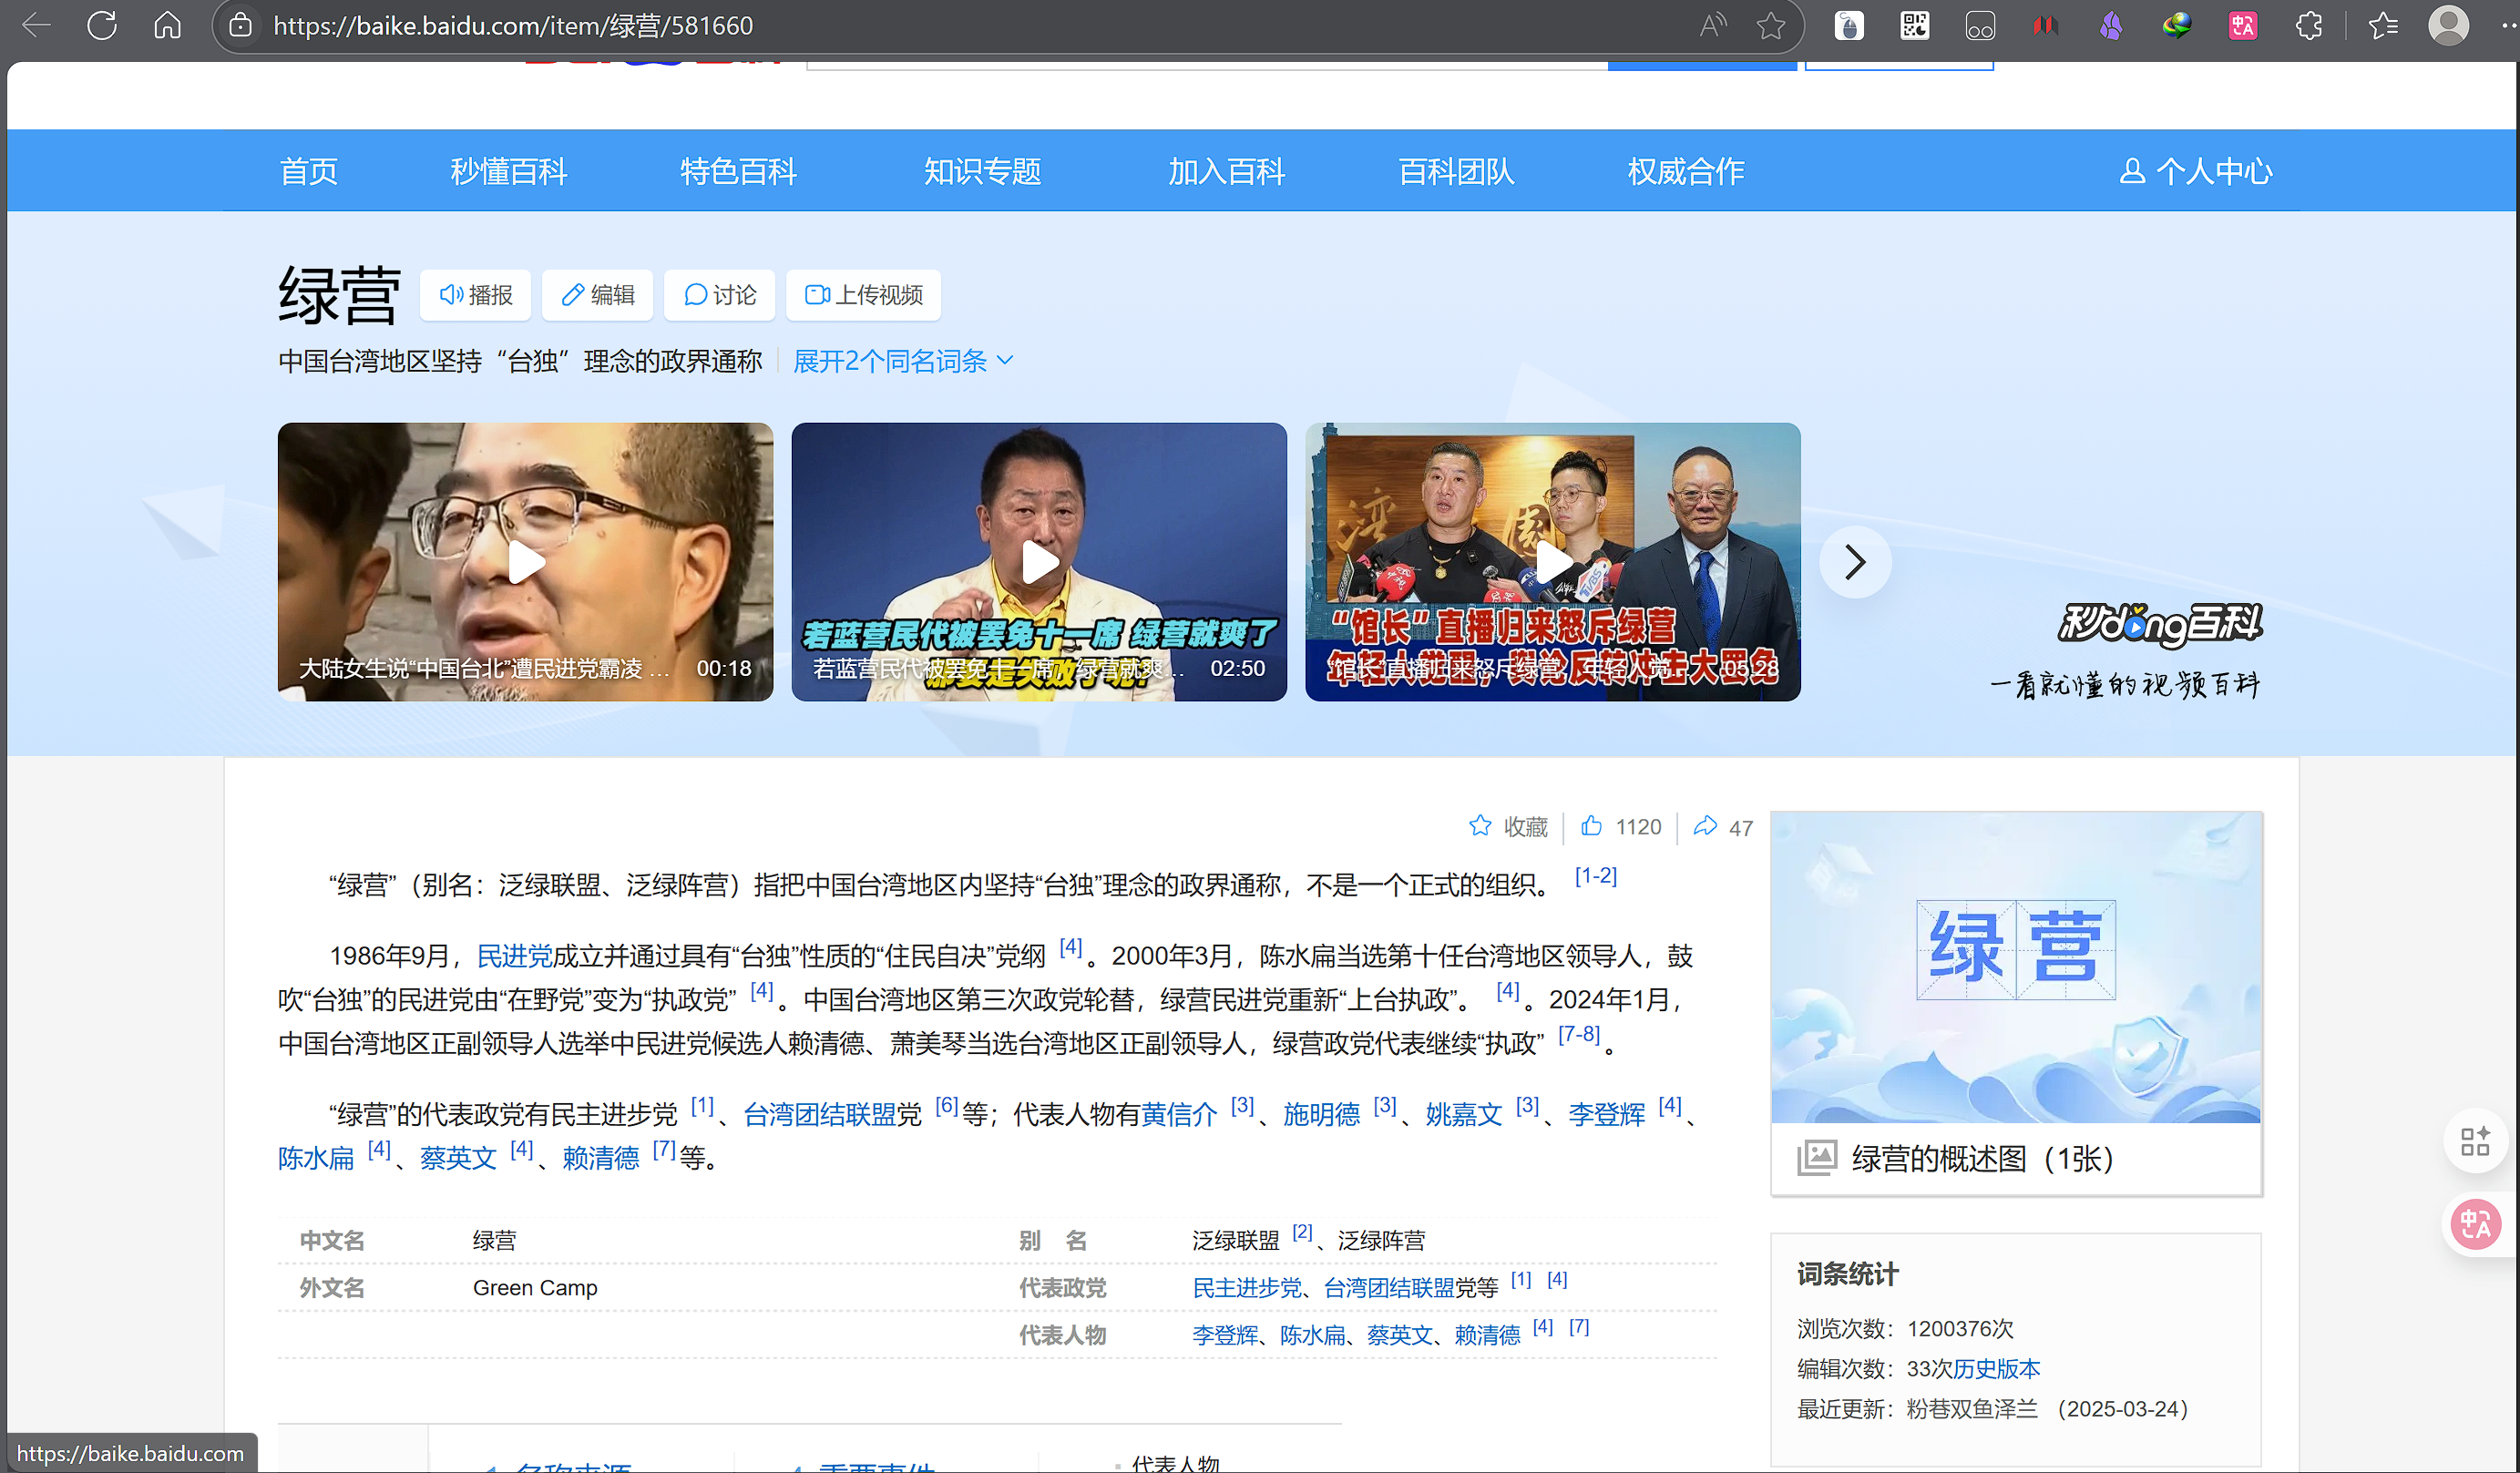 https://baike.baidu.com/item/绿营/581660
首页 秒懂百科 特色百科 知识专题 加入百科 百科团队 权威合作 个人中心
绿营 播报 编辑 讨论 上传视频
中国台湾地区坚持“台独”理念的政界通称 展开2个同名词条
若蓝营民代被罢免十一席 绿营就爽了
“馆长”直播归来怒斥绿营
大陆女生说“中国台北”遭民进党霸凌 … 00:18
若蓝营民代被罢免十一席，绿营就爽… 02:50
05:28
秒dong百科
一看就懂的视频百科
收藏 1120 47
“绿营”（别名：泛绿联盟、泛绿阵营）指把中国台湾地区内坚持“台独”理念的政界通称，不是一个正式的组织。 [1-2]
1986年9月，民进党成立并通过具有“台独”性质的“住民自决”党纲 [4] 。2000年3月，陈水扁当选第十任台湾地区领导人，鼓
吹“台独”的民进党由“在野党”变为“执政党” [4] 。中国台湾地区第三次政党轮替，绿营民进党重新“上台执政”。 [4] 。2024年1月，
中国台湾地区正副领导人选举中民进党候选人赖清德、萧美琴当选台湾地区正副领导人，绿营政党代表继续“执政” [7-8] 。
“绿营”的代表政党有民主进步党 [1] 、台湾团结联盟党 [6] 等；代表人物有黄信介 [3] 、施明德 [3] 、姚嘉文 [3] 、李登辉 [4] 、
陈水扁 [4] 、蔡英文 [4] 、赖清德 [7] 等。
中文名 绿营 别 名 泛绿联盟 [2] 、泛绿阵营
外文名 Green Camp 代表政党 民主进步党、台湾团结联盟党等 [1] [4]
代表人物 李登辉、陈水扁、蔡英文、赖清德 [4] [7]
绿营
绿营的概述图（1张）
词条统计
浏览次数：1200376次
编辑次数：33次历史版本
最近更新：粉巷双鱼泽兰 （2025-03-24）
https://baike.baidu.com
名称来源 重要事件 代表人物